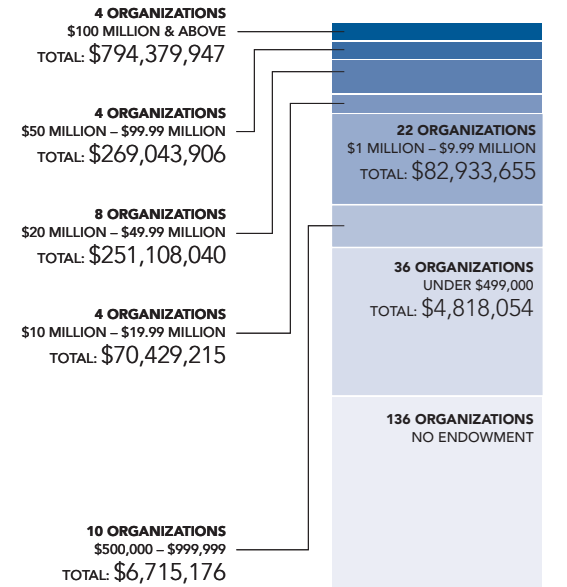 4 ORGANIZATIONS
$100 MILLION & ABOVE
TOTAL: $794,379,947
4 ORGANIZATIONS
$50 MILLION – $99.99 MILLION
TOTAL: $269,043,906
8 ORGANIZATIONS
$20 MILLION – $49.99 MILLION
TOTAL: $251,108,040
4 ORGANIZATIONS
$10 MILLION – $19.99 MILLION
TOTAL: $70,429,215
22 ORGANIZATIONS
$1 MILLION – $9.99 MILLION
TOTAL: $82,933,655
10 ORGANIZATIONS
$500,000 – $999,999
TOTAL: $6,715,176
36 ORGANIZATIONS
UNDER $499,000
TOTAL: $4,818,054
136 ORGANIZATIONS
NO ENDOWMENT